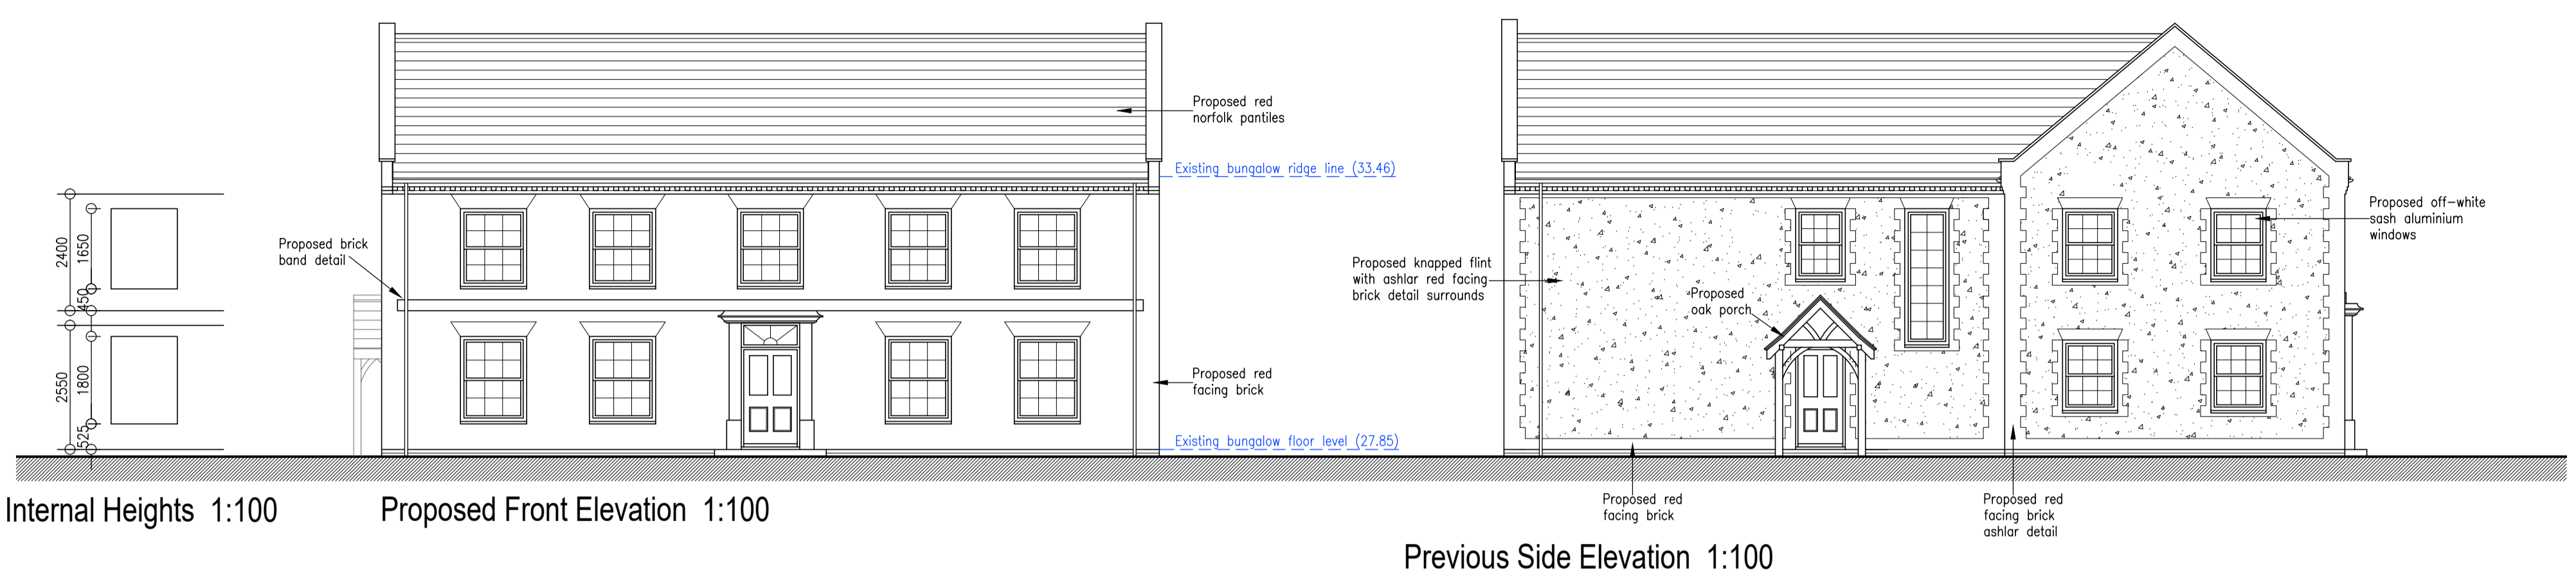 2400
1650
450
2550
1800
525
Internal Heights 1:100
Proposed brick
band detail
Proposed red
norfolk pantiles
Existing bungalow ridge line (33.46)
Proposed red
facing brick
Existing bungalow floor level (27.85)
Proposed Front Elevation 1:100
Proposed knapped flint
with ashlar red facing
brick detail surrounds
Proposed
oak porch
Proposed off-white
sash aluminium
windows
Proposed red
facing brick
Proposed red
facing brick
ashlar detail
Previous Side Elevation 1:100